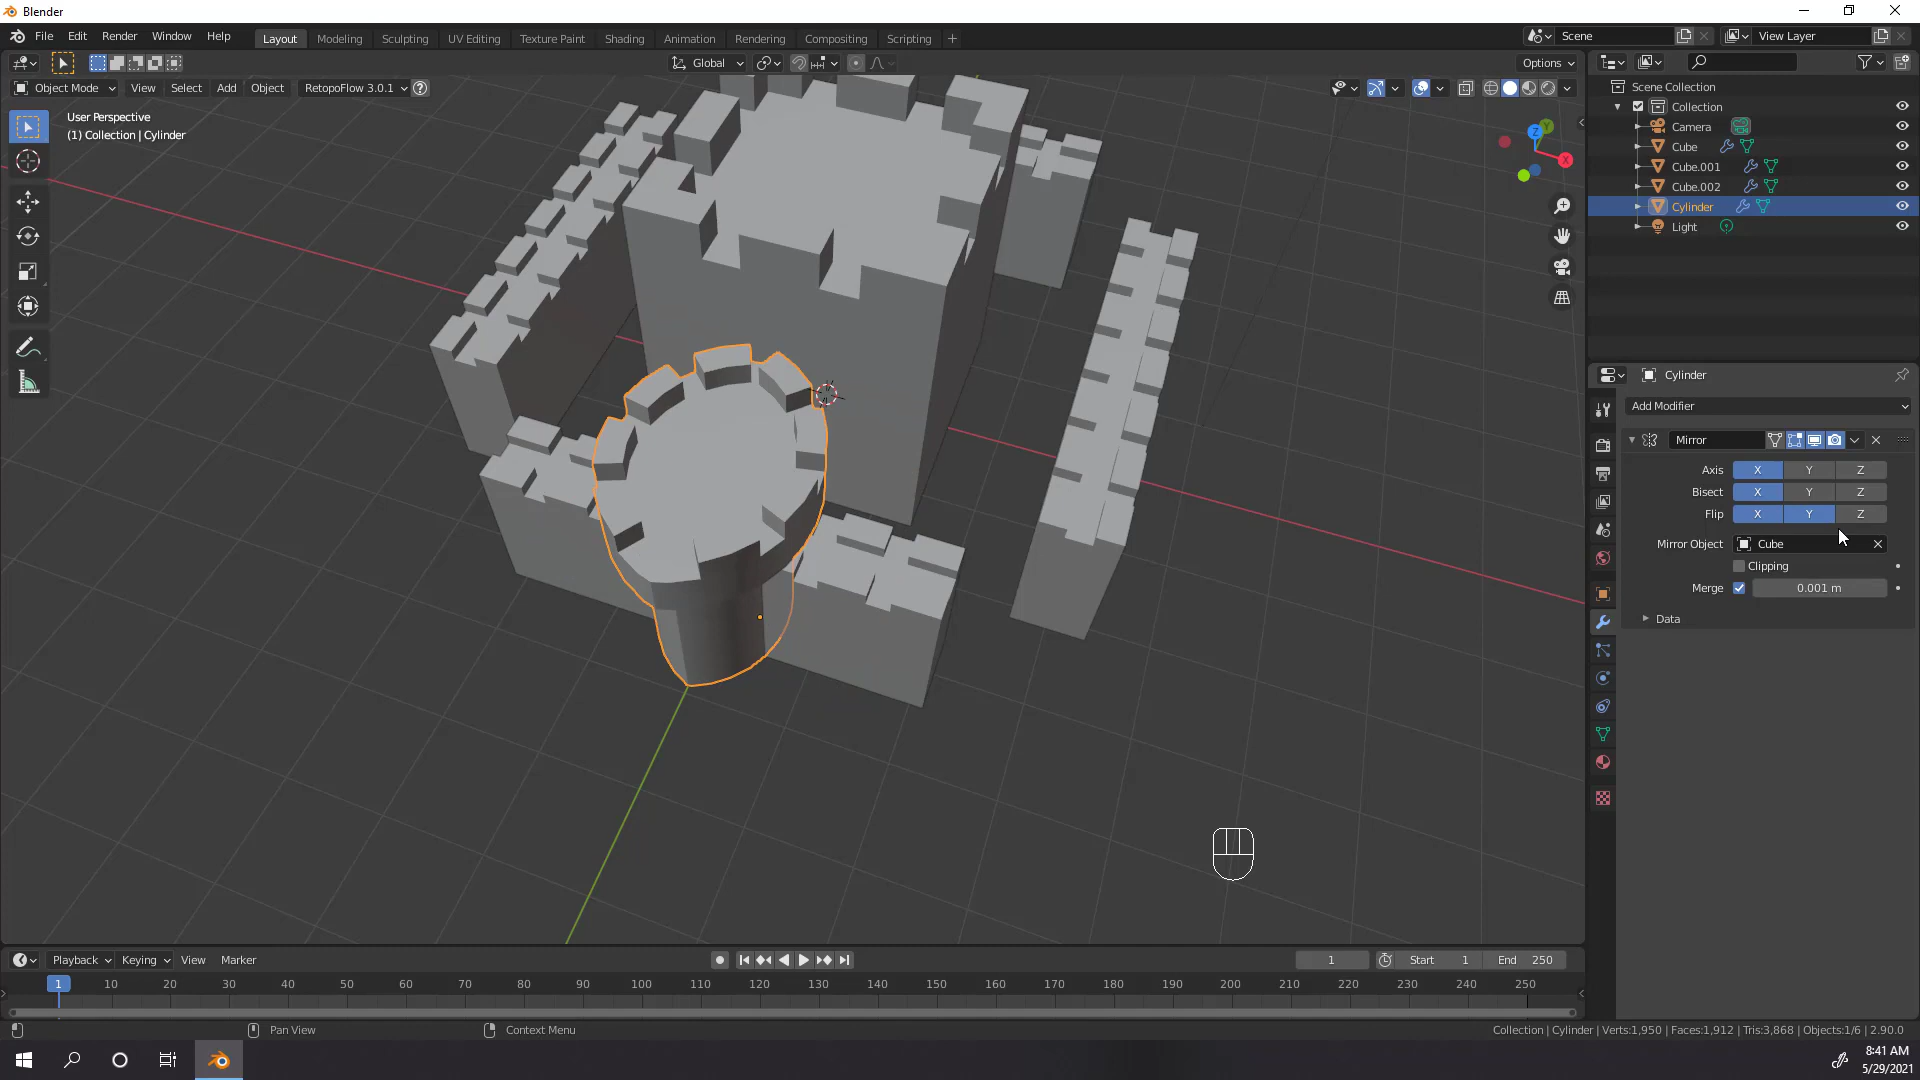 Blender
File Edit Render Window Help
Layout Modeling Sculpting UV Editing Texture Paint Shading Animation Rendering Compositing Scripting +
Scene
View Layer
Global
Options
Object Mode View Select Add Object RetopoFlow 3.0.1
User Perspective
(1) Collection | Cylinder
Z
Y
X
Scene Collection
Collection
Camera
Cube
Cube.001
Cube.002
Cylinder
Light
Cylinder
Add Modifier
Mirror
Axis X Y Z
Bisect X Y Z
Flip X Y Z
Mirror Object Cube
Clipping
Merge 0.001 m
Data
Playback Keying View Marker
1 Start 1 End 250
1 10 20 30 40 50 60 70 80 90 100 110 120 130 140 150 160 170 180 190 200 210 220 230 240 250
Pan View Context Menu
Collection | Cylinder | Verts:1,950 | Faces:1,912 | Tris:3,868 | Objects:1/6 | 2.90.0
8:41 AM
5/29/2021